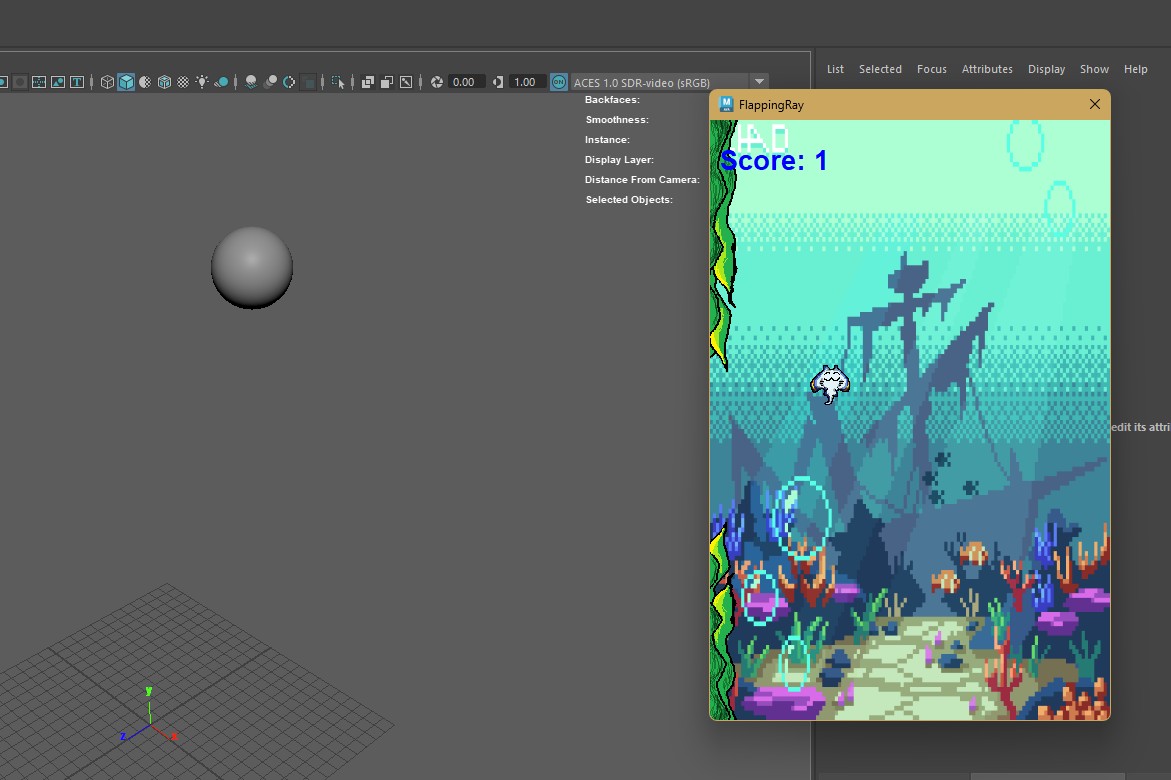 0.00 1.00 ON ACES 1.0 SDR-video (sRGB)
List Selected Focus Attributes Display Show Help
Backfaces:
Smoothness:
Instance:
Display Layer:
Distance From Camera:
Selected Objects:
M FlappingRay
Score: 1
edit its attri
y
z x